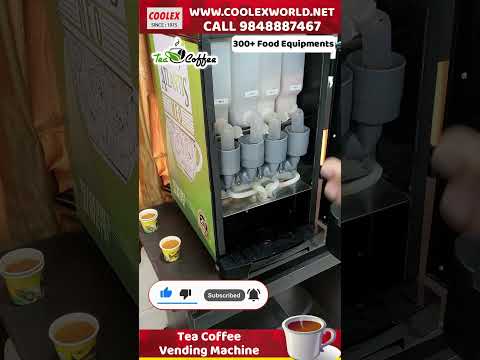 COOLEX
SINCE : 1975
WWW.COOLEXWORLD.NET
CALL 9848887467
300+ Food Equipments
Tea Coffee
Subscribed
Tea Coffee
Vending Machine